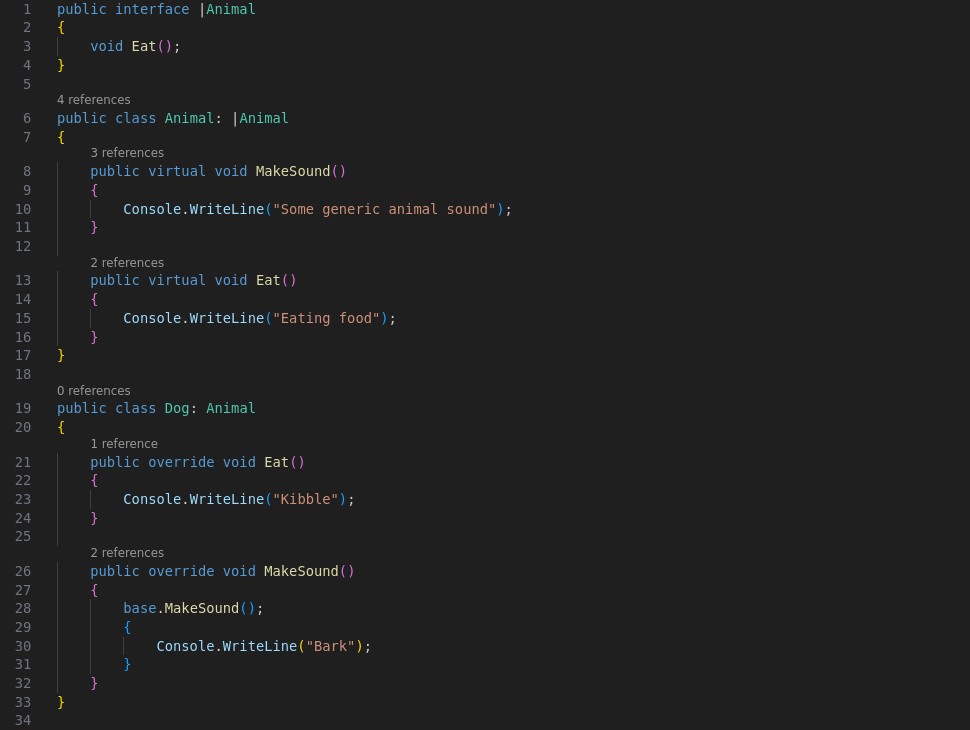 1 public interface |Animal
2 {
3     void Eat();
4 }
5
4 references
6 public class Animal: |Animal
7 {
3 references
8     public virtual void MakeSound()
9     {
10         Console.WriteLine("Some generic animal sound");
11     }
12
2 references
13     public virtual void Eat()
14     {
15         Console.WriteLine("Eating food");
16     }
17 }
18
0 references
19 public class Dog: Animal
20 {
1 reference
21     public override void Eat()
22     {
23         Console.WriteLine("Kibble");
24     }
25
2 references
26     public override void MakeSound()
27     {
28         base.MakeSound();
29         {
30             Console.WriteLine("Bark");
31         }
32     }
33 }
34